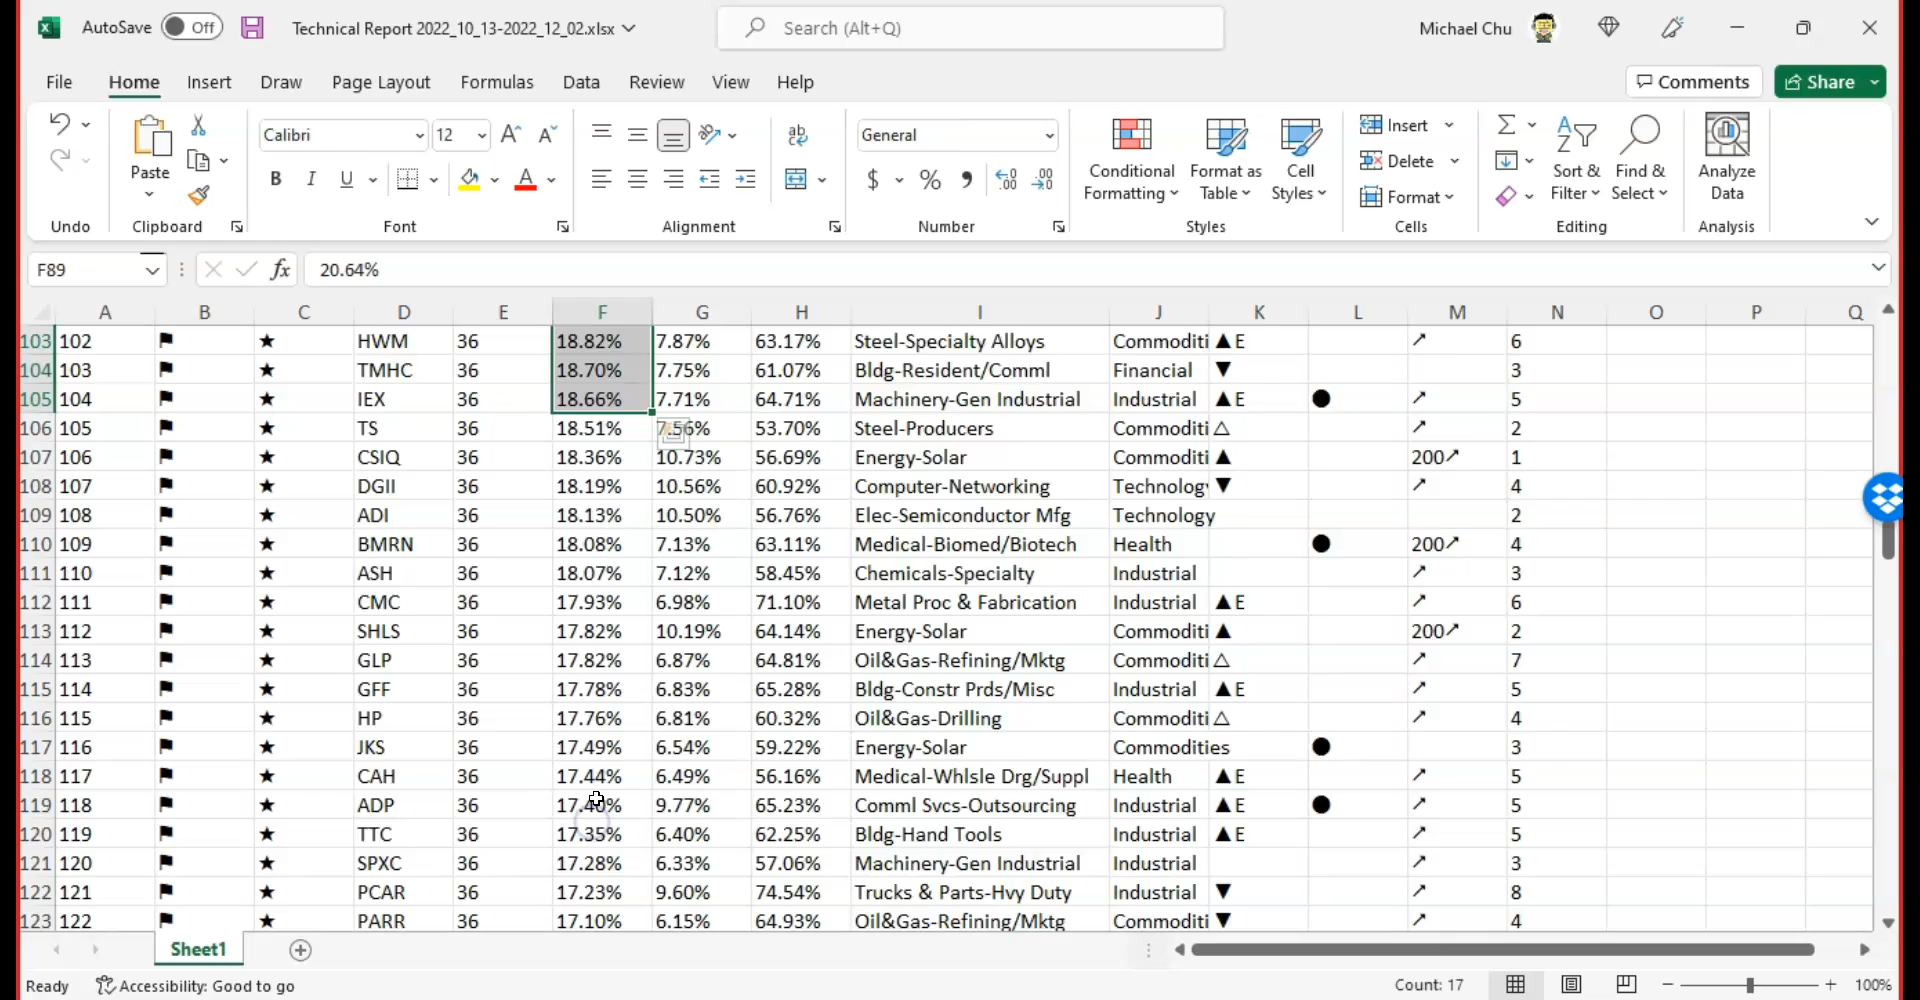 AutoSave Off Technical Report 2022_10_13-2022_12_02.xlsx Search (Alt+Q) Michael Chu
File Home Insert Draw Page Layout Formulas Data Review View Help Comments Share
Calibri 12 A A ab General
Paste B I U A $ % Conditional Formatting Format as Table Cell Styles Insert Delete Format Sort & Filter Find & Select Analyze Data
Undo Clipboard Font Alignment Number Styles Cells Editing Analysis
F89 fx 20.64%
A B C D E F G H I J K L M N O P Q
103 102 ⚑ ★ HWM 36 18.82% 7.87% 63.17% Steel-Specialty Alloys Commoditi ▲ E ↗ 6
104 103 ⚑ ★ TMHC 36 18.70% 7.75% 61.07% Bldg-Resident/Comml Financial ▼ 3
105 104 ⚑ ★ IEX 36 18.66% 7.71% 64.71% Machinery-Gen Industrial Industrial ▲ E ● ↗ 5
106 105 ⚑ ★ TS 36 18.51% 7.56% 53.70% Steel-Producers Commoditi △ ↗ 2
107 106 ⚑ ★ CSIQ 36 18.36% 10.73% 56.69% Energy-Solar Commoditi ▲ 200↗ 1
108 107 ⚑ ★ DGII 36 18.19% 10.56% 60.92% Computer-Networking Technology ▼ ↗ 4
109 108 ⚑ ★ ADI 36 18.13% 10.50% 56.76% Elec-Semiconductor Mfg Technology 2
110 109 ⚑ ★ BMRN 36 18.08% 7.13% 63.11% Medical-Biomed/Biotech Health ● 200↗ 4
111 110 ⚑ ★ ASH 36 18.07% 7.12% 58.45% Chemicals-Specialty Industrial ↗ 3
112 111 ⚑ ★ CMC 36 17.93% 6.98% 71.10% Metal Proc & Fabrication Industrial ▲ E ↗ 6
113 112 ⚑ ★ SHLS 36 17.82% 10.19% 64.14% Energy-Solar Commoditi ▲ 200↗ 2
114 113 ⚑ ★ GLP 36 17.82% 6.87% 64.81% Oil&Gas-Refining/Mktg Commoditi △ ↗ 7
115 114 ⚑ ★ GFF 36 17.78% 6.83% 65.28% Bldg-Constr Prds/Misc Industrial ▲ E ↗ 5
116 115 ⚑ ★ HP 36 17.76% 6.81% 60.32% Oil&Gas-Drilling Commoditi △ ↗ 4
117 116 ⚑ ★ JKS 36 17.49% 6.54% 59.22% Energy-Solar Commodities ● 3
118 117 ⚑ ★ CAH 36 17.44% 6.49% 56.16% Medical-Whlsle Drg/Suppl Health ▲ E ↗ 5
119 118 ⚑ ★ ADP 36 17.40% 9.77% 65.23% Comml Svcs-Outsourcing Industrial ▲ E ● ↗ 5
120 119 ⚑ ★ TTC 36 17.35% 6.40% 62.25% Bldg-Hand Tools Industrial ▲ E ↗ 5
121 120 ⚑ ★ SPXC 36 17.28% 6.33% 57.06% Machinery-Gen Industrial Industrial ↗ 3
122 121 ⚑ ★ PCAR 36 17.23% 9.60% 74.54% Trucks & Parts-Hvy Duty Industrial ▼ ↗ 8
123 122 ⚑ ★ PARR 36 17.10% 6.15% 64.93% Oil&Gas-Refining/Mktg Commoditi ▼ ↗ 4
Sheet1
Ready Accessibility: Good to go Count: 17 100%